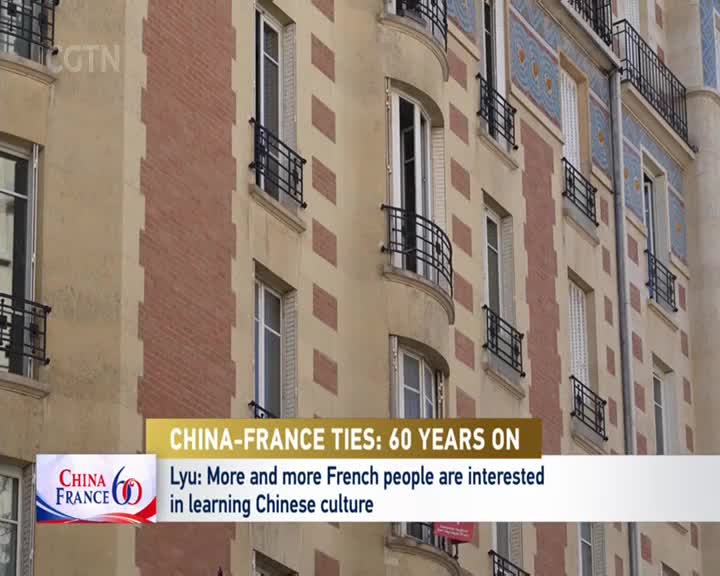 CGTN
CHINA-FRANCE TIES: 60 YEARS ON
CHINA
FRANCE 60
Lyu: More and more French people are interested
in learning Chinese culture